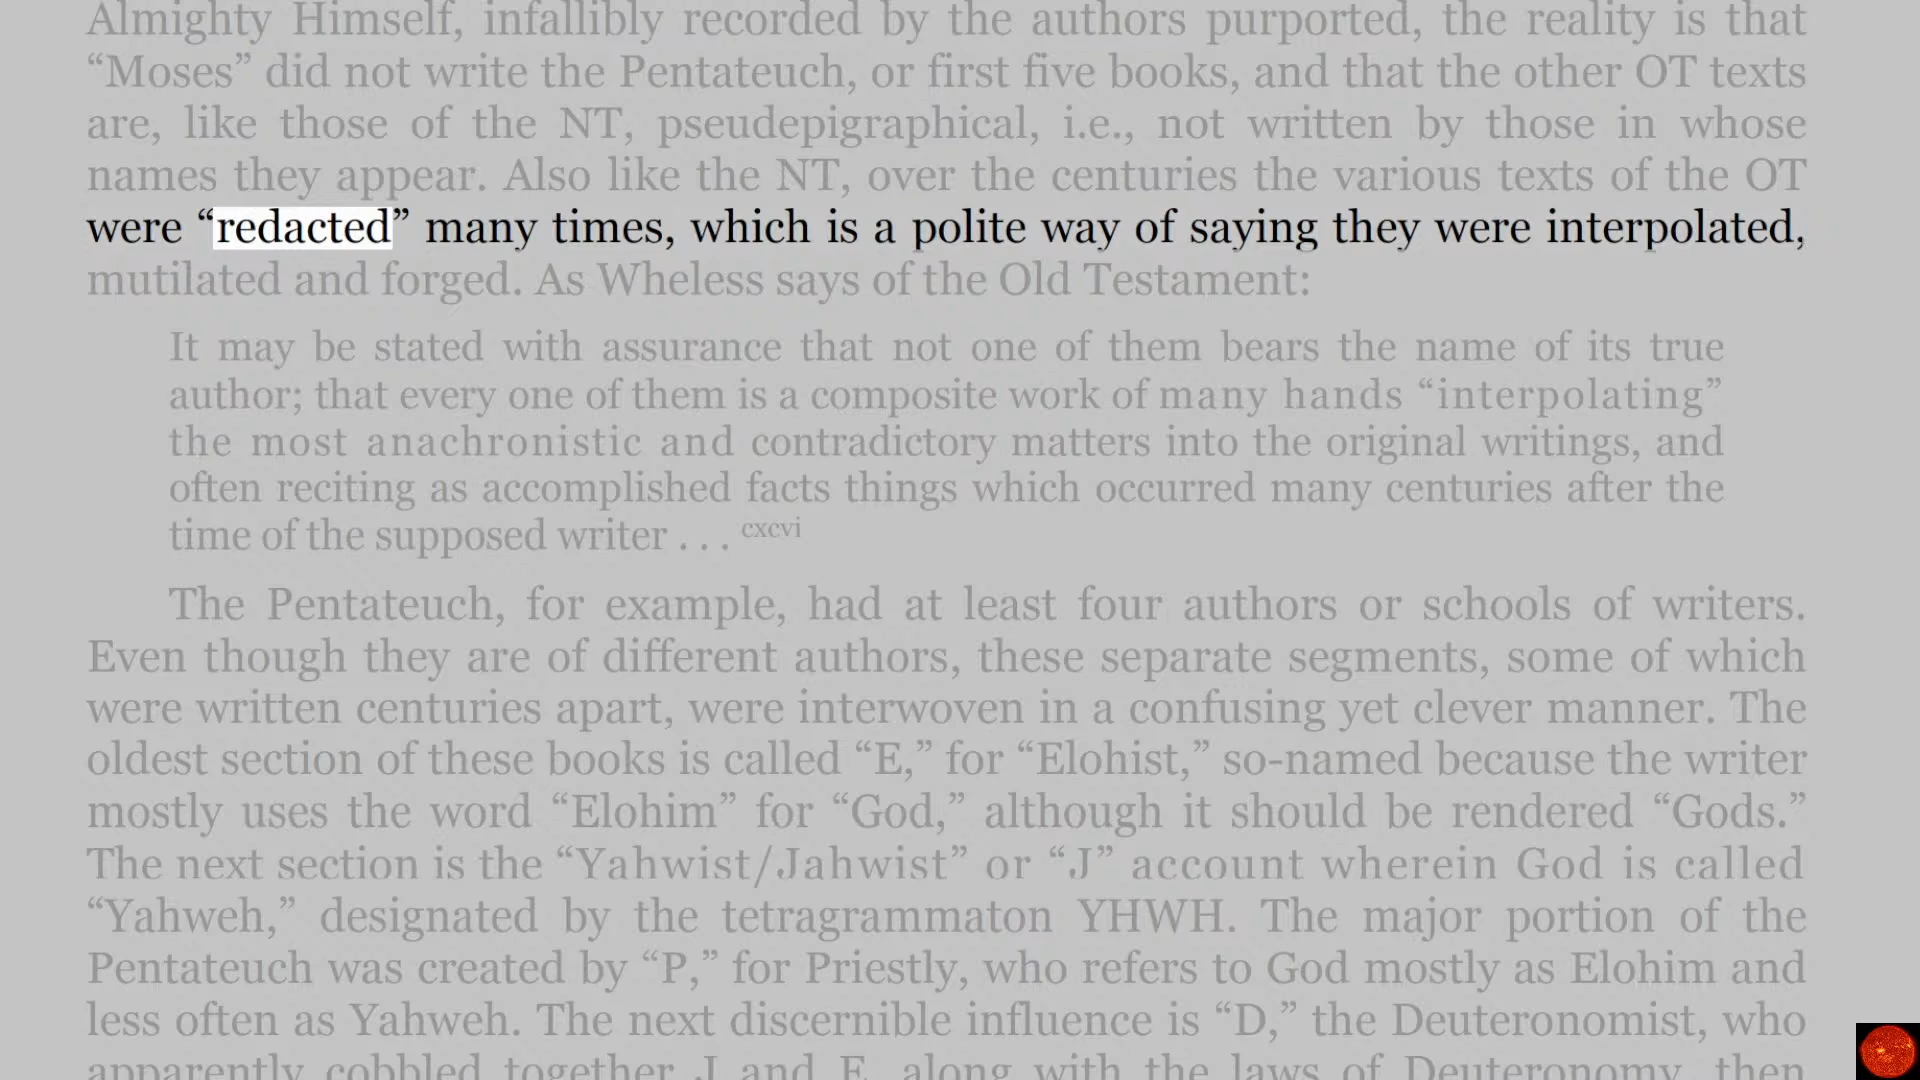 Almighty Himself, infallibly recorded by the authors purported, the reality is that
“Moses” did not write the Pentateuch, or first five books, and that the other OT texts
are, like those of the NT, pseudepigraphical, i.e., not written by those in whose
names they appear. Also like the NT, over the centuries the various texts of the OT
were “redacted” many times, which is a polite way of saying they were interpolated,
mutilated and forged. As Wheless says of the Old Testament:
It may be stated with assurance that not one of them bears the name of its true
author; that every one of them is a composite work of many hands “interpolating”
the most anachronistic and contradictory matters into the original writings, and
often reciting as accomplished facts things which occurred many centuries after the
time of the supposed writer . . . cxcvi
The Pentateuch, for example, had at least four authors or schools of writers.
Even though they are of different authors, these separate segments, some of which
were written centuries apart, were interwoven in a confusing yet clever manner. The
oldest section of these books is called “E,” for “Elohist,” so-named because the writer
mostly uses the word “Elohim” for “God,” although it should be rendered “Gods.”
The next section is the “Yahwist/Jahwist” or “J” account wherein God is called
“Yahweh,” designated by the tetragrammaton YHWH. The major portion of the
Pentateuch was created by “P,” for Priestly, who refers to God mostly as Elohim and
less often as Yahweh. The next discernible influence is “D,” the Deuteronomist, who
apparently cobbled together J and E, along with the laws of Deuteronomy, then